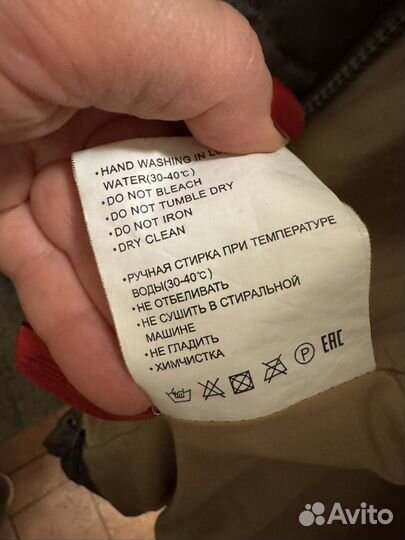 • HAND WASHING IN
WATER(30-40℃)
• DO NOT BLEACH
• DO NOT TUMBLE DRY
• DO NOT IRON
• DRY CLEAN
• РУЧНАЯ СТИРКА ПРИ ТЕМПЕРАТУРЕ
ВОДЫ(30-40℃)
• НЕ ОТБЕЛИВАТЬ
• НЕ СУШИТЬ В СТИРАЛЬНОЙ
МАШИНЕ
• НЕ ГЛАДИТЬ
• ХИМЧИСТКА
P EAC
Avito